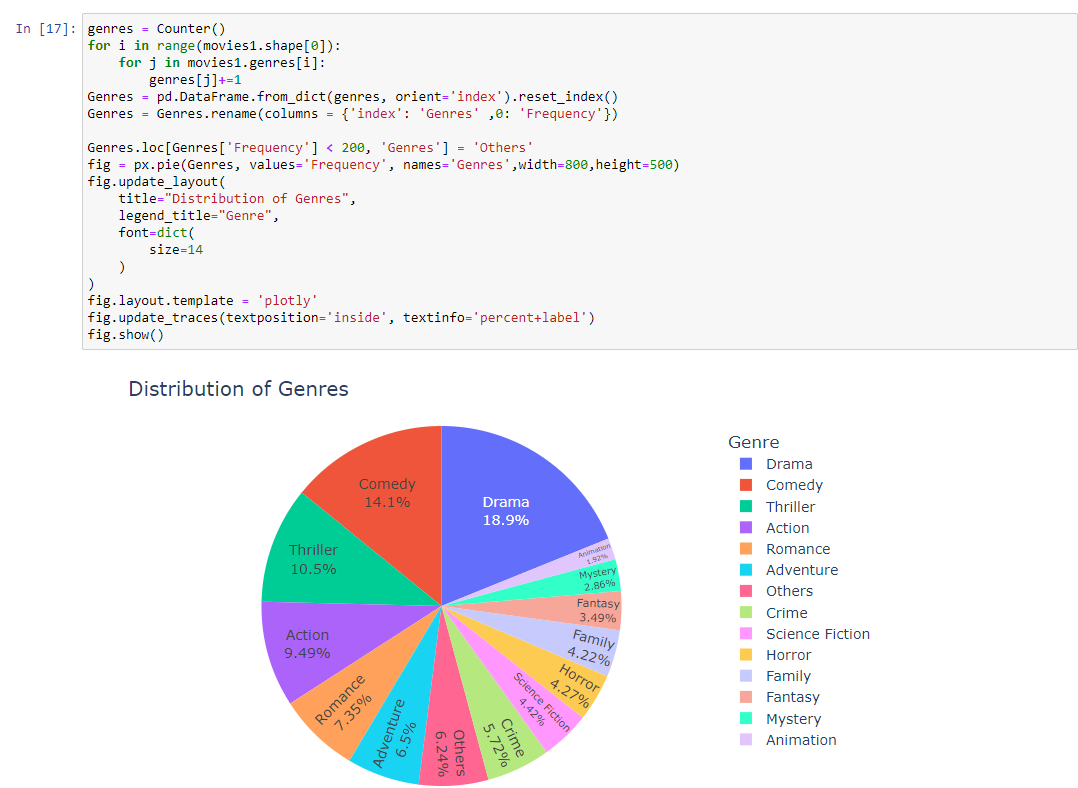 In [17]:
genres = Counter()
for i in range(movies1.shape[0]):
    for j in movies1.genres[i]:
        genres[j]+=1
Genres = pd.DataFrame.from_dict(genres, orient='index').reset_index()
Genres = Genres.rename(columns = {'index': 'Genres' ,0: 'Frequency'})

Genres.loc[Genres['Frequency'] < 200, 'Genres'] = 'Others'
fig = px.pie(Genres, values='Frequency', names='Genres',width=800,height=500)
fig.update_layout(
    title="Distribution of Genres",
    legend_title="Genre",
    font=dict(
        size=14
    )
)
fig.layout.template = 'plotly'
fig.update_traces(textposition='inside', textinfo='percent+label')
fig.show()
Distribution of Genres
Drama
18.9%
Comedy
14.1%
Thriller
10.5%
Action
9.49%
Romance
7.35%
Adventure
6.5%
Others
6.24%
Crime
5.72%
Science Fiction
4.42%
Horror
4.27%
Family
4.22%
Fantasy
3.49%
Mystery
2.86%
Animation
1.92%
Genre
Drama
Comedy
Thriller
Action
Romance
Adventure
Others
Crime
Science Fiction
Horror
Family
Fantasy
Mystery
Animation